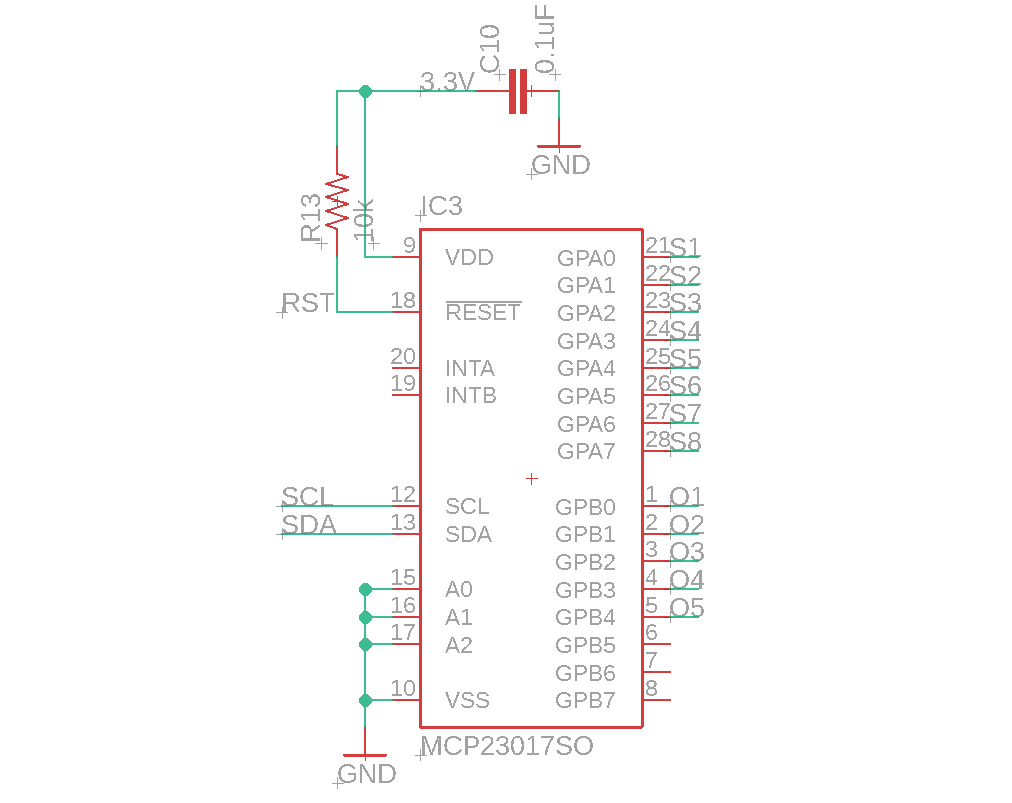 C10
0.1uF
3.3V
GND
R13
10k
IC3
9 VDD GPA0 21 S1
GPA1 22 S2
RST 18 RESET GPA2 23 S3
GPA3 24 S4
20 INTA GPA4 25 S5
19 INTB GPA5 26 S6
GPA6 27 S7
GPA7 28 S8
SCL 12 SCL GPB0 1 O1
SDA 13 SDA GPB1 2 O2
GPB2 3 O3
15 A0 GPB3 4 O4
16 A1 GPB4 5 O5
17 A2 GPB5 6
GPB6 7
10 VSS GPB7 8
MCP23017SO
GND